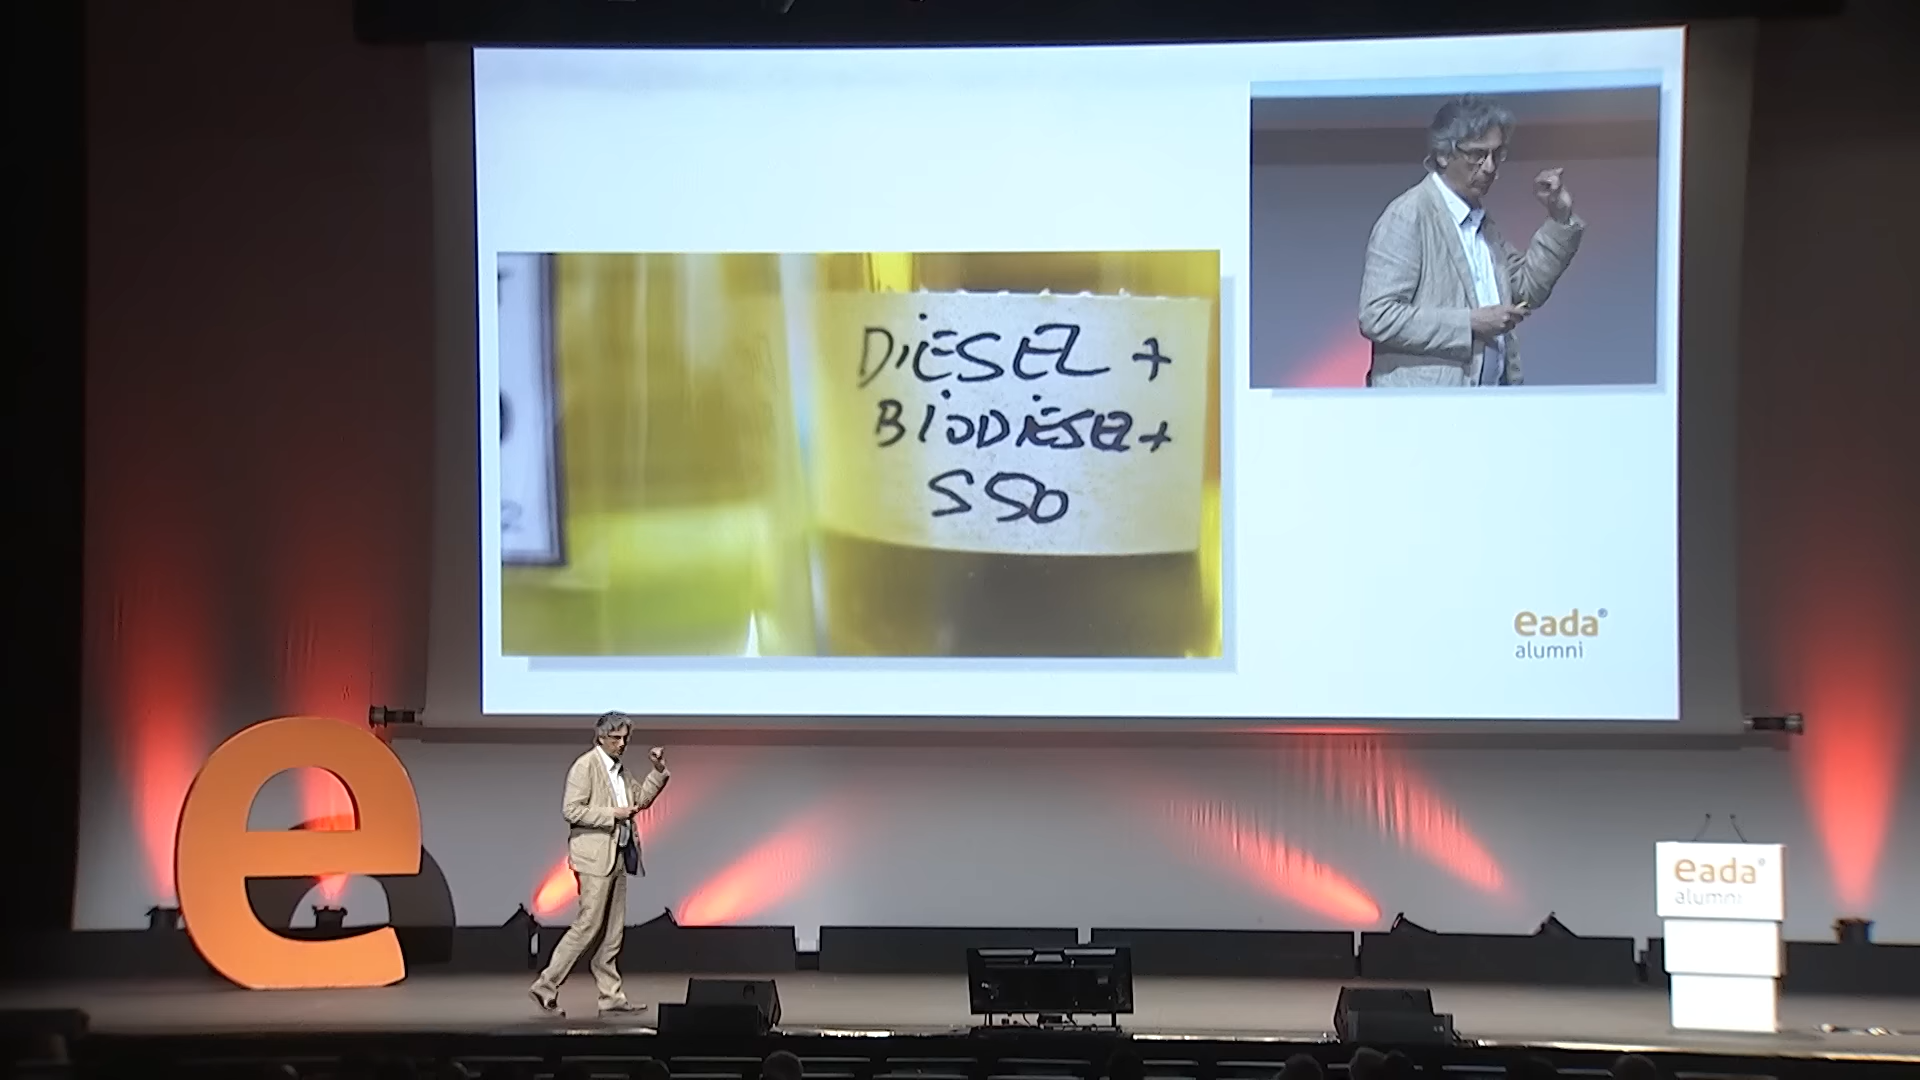 DIESEL +
BIODIESEL +
SSO
eada®
alumni
eada®
alumni